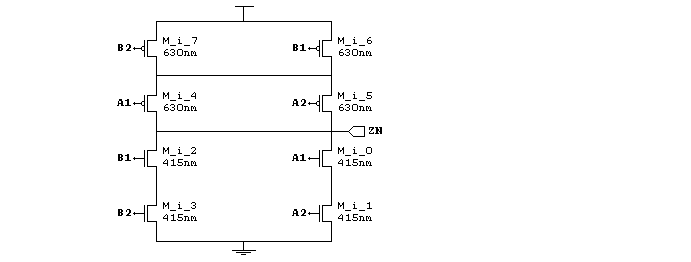 B2 M_i_7 630nm
B1 M_i_6 630nm
A1 M_i_4 630nm
A2 M_i_5 630nm
ZN
B1 M_i_2 415nm
A1 M_i_0 415nm
B2 M_i_3 415nm
A2 M_i_1 415nm